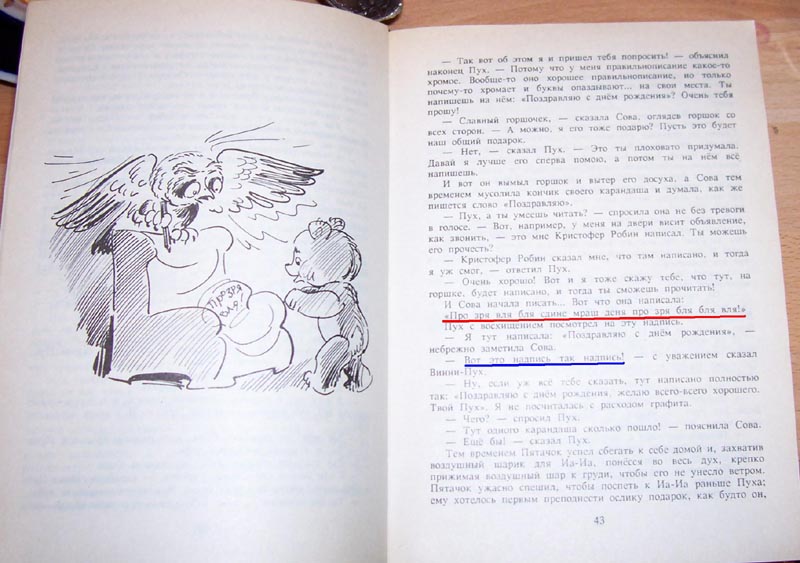 Про зря
вля!
— Так вот об этом я и пришел тебя попросить! — объяснил
наконец Пух. — Потому что у меня правильнописание какое-то
хромое. Вообще-то оно хорошее правильнописание, но только
почему-то хромает и буквы опаздывают... на свои места. Ты
напишешь на нём: «Поздравляю с днём рождения»? Очень тебя
прошу!
— Славный горшочек, — сказала Сова, оглядев горшок со
всех сторон. — А можно, я его тоже подарю? Пусть это будет
наш общий подарок.
— Нет, — сказал Пух. — Это ты плоховато придумала.
Давай я лучше его сперва помою, а потом ты на нём всё
напишешь.
И вот он вымыл горшок и вытер его досуха, а Сова тем
временем мусолила кончик своего карандаша и думала, как же
пишется слово «Поздравляю».
— Пух, а ты умеешь читать? — спросила она не без тревоги
в голосе. — Вот, например, у меня на двери висит объявление,
как звонить, — это мне Кристофер Робин написал. Ты можешь
его прочесть?
— Кристофер Робин сказал мне, что там написано, и тогда
я уж смог, — ответил Пух.
— Очень хорошо! Вот и я тоже скажу тебе, что тут, на
горшке, будет написано, и тогда ты сможешь прочитать!
И Сова начала писать... Вот что она написала:
«Про зря вля бля сдине мраш деня про зря бля бля вля!»
Пух с восхищением посмотрел на эту надпись.
— Я тут написала: «Поздравляю с днём рождения», —
небрежно заметила Сова.
— Вот это надпись так надпись! — с уважением сказал
Винни-Пух.
— Ну, если уж всё тебе сказать, тут написано полностью
так: «Поздравляю с днём рождения, желаю всего-всего хорошего.
Твой Пух». Я не посчиталась с расходом графита.
— Чего? — спросил Пух.
— Тут одного карандаша сколько пошло! — пояснила Сова.
— Ещё бы! — сказал Пух.
Тем временем Пятачок успел сбегать к себе домой и, захватив
воздушный шарик для Иа-Иа, понёсся во весь дух, крепко
прижимая воздушный шар к груди, чтобы его не унесло ветром.
Пятачок ужасно спешил, чтобы поспеть к Иа-Иа раньше Пуха;
ему хотелось первым преподнести ослику подарок, как будто он,
43